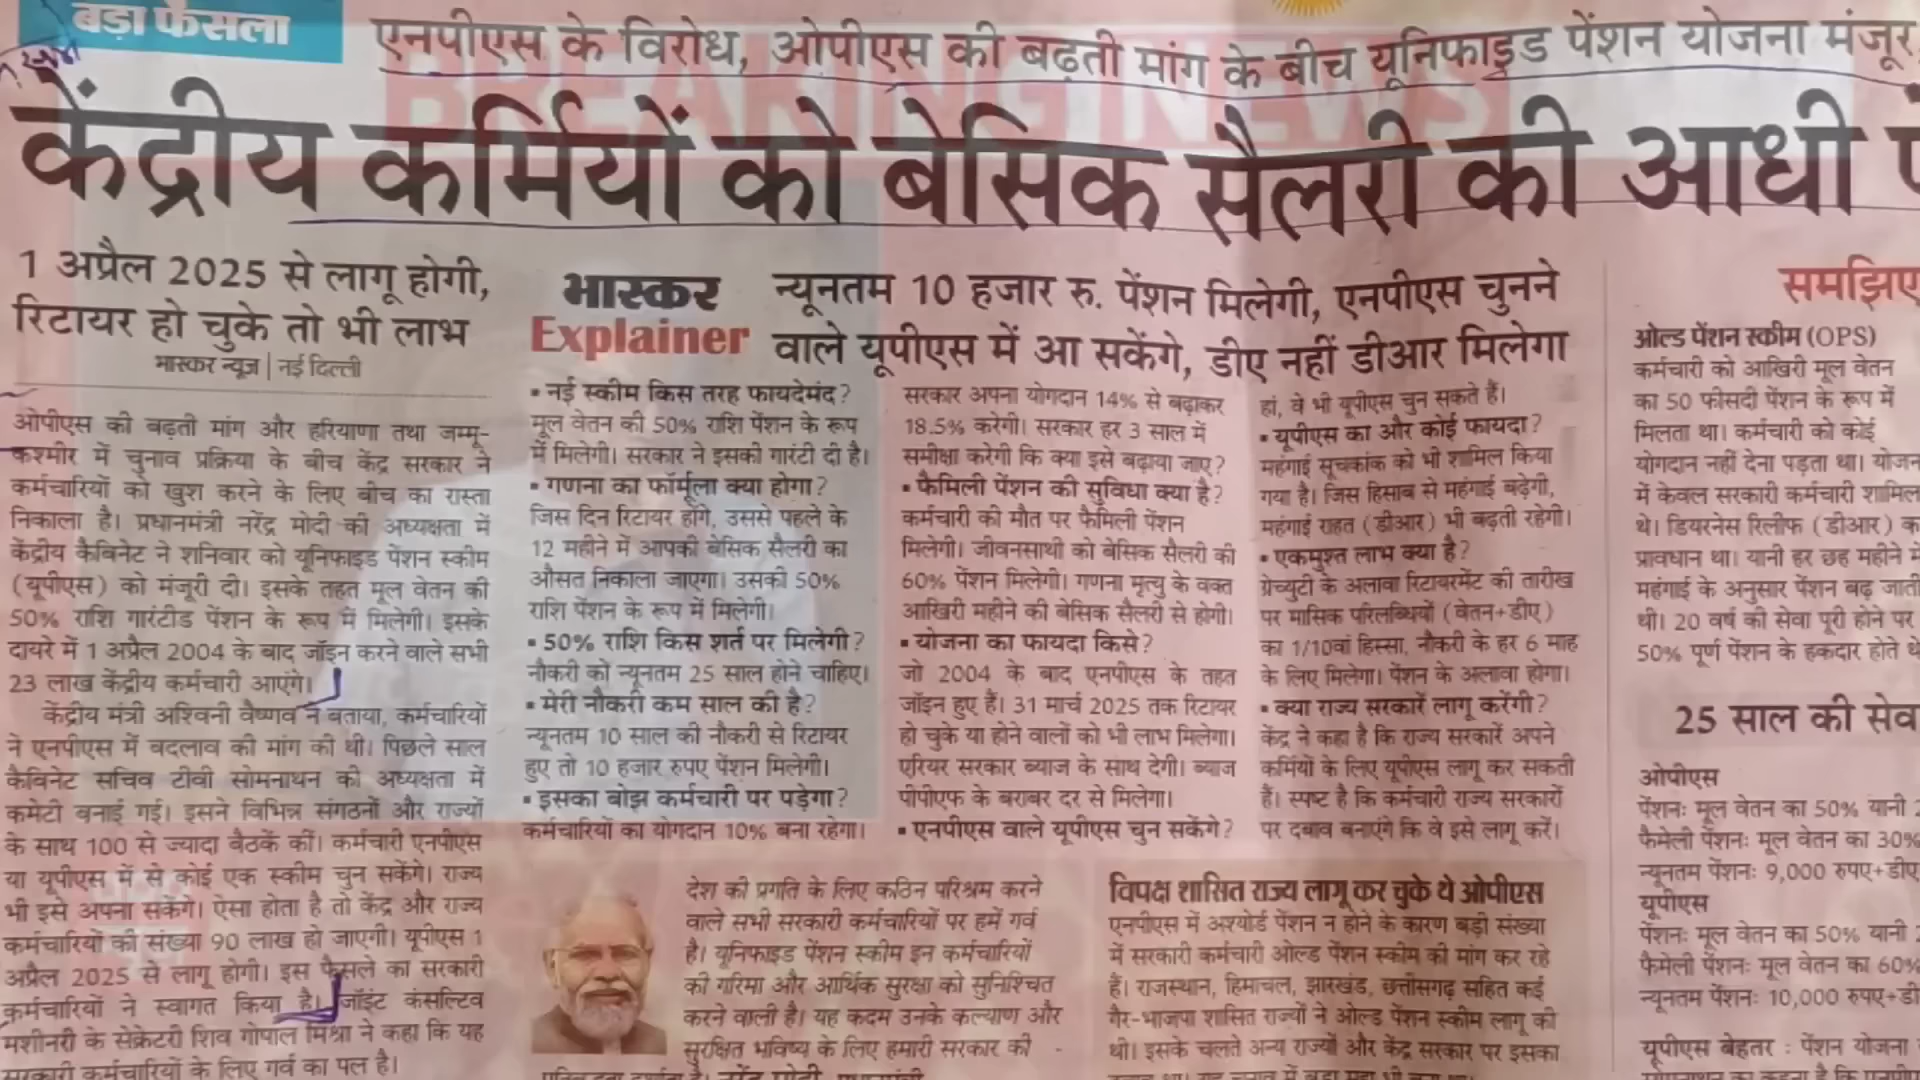 बड़ा फैसला
एनपीएस के विरोध, ओपीएस की बढ़ती मांग के बीच यूनिफाइड पेंशन योजना मंजूर,
BREAKING NEWS
केंद्रीय कर्मियों को बेसिक सैलरी की आधी
1 अप्रैल 2025 से लागू होगी,
रिटायर हो चुके तो भी लाभ
भास्कर न्यूज | नई दिल्ली
ओपीएस की बढ़ती मांग और हरियाणा तथा जम्मू-
कश्मीर में चुनाव प्रक्रिया के बीच केंद्र सरकार ने
कर्मचारियों को खुश करने के लिए बीच का रास्ता
निकाला है। प्रधानमंत्री नरेंद्र मोदी की अध्यक्षता में
केंद्रीय कैबिनेट ने शनिवार को यूनिफाइड पेंशन स्कीम
(यूपीएस) को मंजूरी दी। इसके तहत मूल वेतन की
50% राशि गारंटीड पेंशन के रूप में मिलेगी। इसके
दायरे में 1 अप्रैल 2004 के बाद जॉइन करने वाले सभी
23 लाख केंद्रीय कर्मचारी आएंगे।
केंद्रीय मंत्री अश्विनी वैष्णव ने बताया, कर्मचारियों
ने एनपीएस में बदलाव की मांग की थी। पिछले साल
कैबिनेट सचिव टीवी सोमनाथन की अध्यक्षता में
कमेटी बनाई गई। इसने विभिन्न संगठनों और राज्यों
के साथ 100 से ज्यादा बैठकें कीं। कर्मचारी एनपीएस
या यूपीएस में से कोई एक स्कीम चुन सकेंगे। राज्य
भी इसे अपना सकेंगे। ऐसा होता है तो केंद्र और राज्य
कर्मचारियों की संख्या 90 लाख हो जाएगी। यूपीएस 1
अप्रैल 2025 से लागू होगी। इस फैसले का सरकारी
कर्मचारियों ने स्वागत किया है। जॉइंट कंसल्टिव
मशीनरी के सेक्रेटरी शिव गोपाल मिश्रा ने कहा कि यह
सरकारी कर्मचारियों के लिए गर्व का पल है।
भास्कर
Explainer
न्यूनतम 10 हजार रु. पेंशन मिलेगी, एनपीएस चुनने
वाले यूपीएस में आ सकेंगे, डीए नहीं डीआर मिलेगा
▪ नई स्कीम किस तरह फायदेमंद?
मूल वेतन की 50% राशि पेंशन के रूप
में मिलेगी। सरकार ने इसकी गारंटी दी है।
▪ गणना का फॉर्मूला क्या होगा?
जिस दिन रिटायर होंगे, उससे पहले के
12 महीने में आपकी बेसिक सैलरी का
औसत निकाला जाएगा। उसकी 50%
राशि पेंशन के रूप में मिलेगी।
▪ 50% राशि किस शर्त पर मिलेगी?
नौकरी को न्यूनतम 25 साल होने चाहिए।
▪ मेरी नौकरी कम साल की है?
न्यूनतम 10 साल की नौकरी से रिटायर
हुए तो 10 हजार रुपए पेंशन मिलेगी।
▪ इसका बोझ कर्मचारी पर पड़ेगा?
कर्मचारियों का योगदान 10% बना रहेगा।
सरकार अपना योगदान 14% से बढ़ाकर
18.5% करेगी। सरकार हर 3 साल में
समीक्षा करेगी कि क्या इसे बढ़ाया जाए?
▪ फैमिली पेंशन की सुविधा क्या है?
कर्मचारी की मौत पर फैमिली पेंशन
मिलेगी। जीवनसाथी को बेसिक सैलरी की
60% पेंशन मिलेगी। गणना मृत्यु के वक्त
आखिरी महीने की बेसिक सैलरी से होगी।
▪ योजना का फायदा किसे?
जो 2004 के बाद एनपीएस के तहत
जॉइन हुए हैं। 31 मार्च 2025 तक रिटायर
हो चुके या होने वालों को भी लाभ मिलेगा।
एरियर सरकार ब्याज के साथ देगी। ब्याज
पीपीएफ के बराबर दर से मिलेगा।
▪ एनपीएस वाले यूपीएस चुन सकेंगे?
हां, वे भी यूपीएस चुन सकते हैं।
▪ यूपीएस का और कोई फायदा?
महंगाई सूचकांक को भी शामिल किया
गया है। जिस हिसाब से महंगाई बढ़ेगी,
महंगाई राहत (डीआर) भी बढ़ती रहेगी।
▪ एकमुश्त लाभ क्या है?
ग्रेच्युटी के अलावा रिटायरमेंट की तारीख
पर मासिक परिलब्धियों (वेतन+डीए)
का 1/10वां हिस्सा, नौकरी के हर 6 माह
के लिए मिलेगा। पेंशन के अलावा होगा।
▪ क्या राज्य सरकारें लागू करेंगी?
केंद्र ने कहा है कि राज्य सरकारें अपने
कर्मियों के लिए यूपीएस लागू कर सकती
हैं। स्पष्ट है कि कर्मचारी राज्य सरकारों
पर दबाव बनाएंगे कि वे इसे लागू करें।
देश की प्रगति के लिए कठिन परिश्रम करने
वाले सभी सरकारी कर्मचारियों पर हमें गर्व
है। यूनिफाइड पेंशन स्कीम इन कर्मचारियों
की गरिमा और आर्थिक सुरक्षा को सुनिश्चित
करने वाली है। यह कदम उनके कल्याण और
सुरक्षित भविष्य के लिए हमारी सरकार की
विपक्ष शासित राज्य लागू कर चुके थे ओपीएस
एनपीएस में अश्योर्ड पेंशन न होने के कारण बड़ी संख्या
में सरकारी कर्मचारी ओल्ड पेंशन स्कीम की मांग कर रहे
हैं। राजस्थान, हिमाचल, झारखंड, छत्तीसगढ़ सहित कई
गैर-भाजपा शासित राज्यों ने ओल्ड पेंशन स्कीम लागू की
थी। इसके चलते अन्य राज्यों और केंद्र सरकार पर इसका
समझिए
ओल्ड पेंशन स्कीम (OPS)
कर्मचारी को आखिरी मूल वेतन
का 50 फीसदी पेंशन के रूप में
मिलता था। कर्मचारी को कोई
योगदान नहीं देना पड़ता था। योजन
में केवल सरकारी कर्मचारी शामिल
थे। डियरनेस रिलीफ (डीआर) का
प्रावधान था। यानी हर छह महीने में
महंगाई के अनुसार पेंशन बढ़ जाती
थी। 20 वर्ष की सेवा पूरी होने पर
50% पूर्ण पेंशन के हकदार होते थे
25 साल की सेव
ओपीएस
पेंशनः मूल वेतन का 50% यानी
फैमेली पेंशनः मूल वेतन का 30%
न्यूनतम पेंशनः 9,000 रुपए+डीए
यूपीएस
पेंशनः मूल वेतन का 50% यानी
फैमेली पेंशनः मूल वेतन का 60%
न्यूनतम पेंशनः 10,000 रुपए+डी
यूपीएस बेहतर : पेंशन योजना